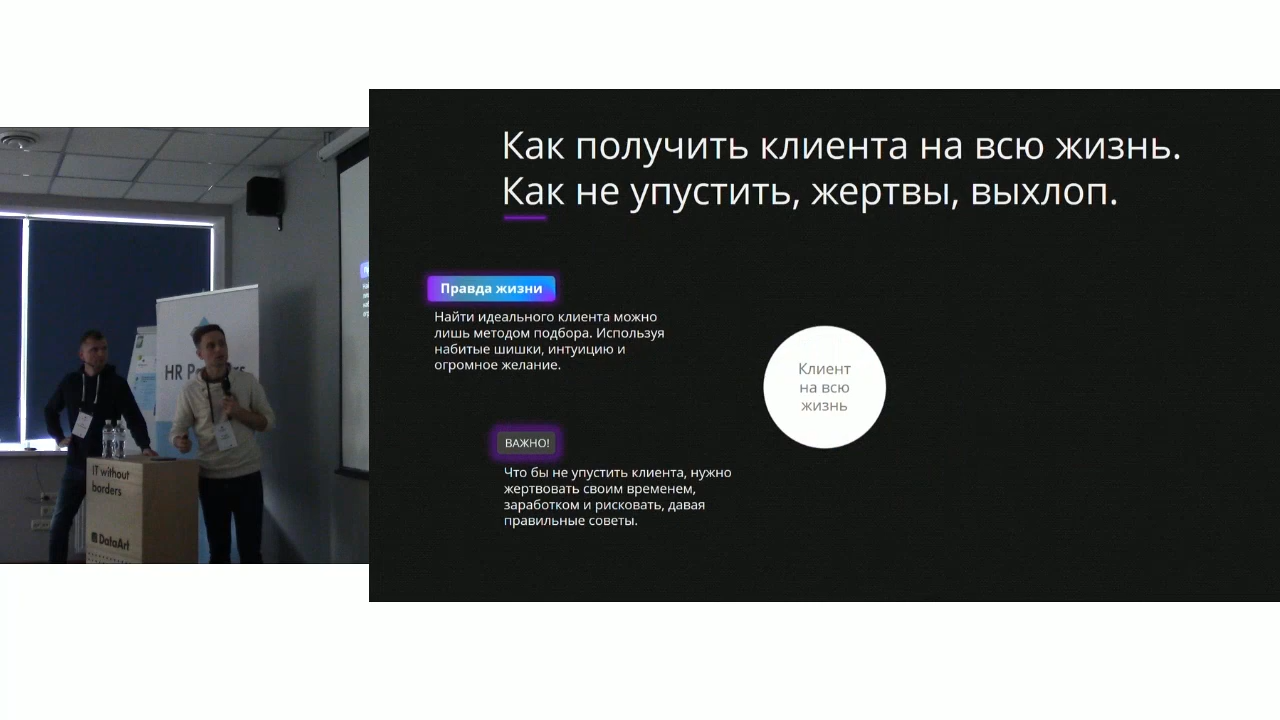 Как получить клиента на всю жизнь.
Как не упустить, жертвы, выхлоп.
Правда жизни
Найти идеального клиента можно
лишь методом подбора. Используя
набитые шишки, интуицию и
огромное желание.
ВАЖНО!
Что бы не упустить клиента, нужно
жертвовать своим временем,
заработком и рисковать, давая
правильные советы.
Клиент
на всю
жизнь
HR
IT without
borders
DataArt